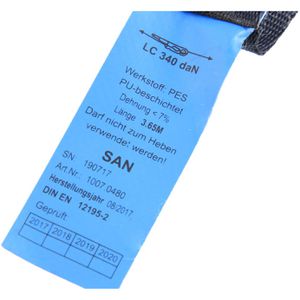 LC 340 daN
Werkstoff: PES
PU-beschichtet
Dehnung < 7%
Länge 3.65M
Darf nicht zum Heben
verwende: werden!
SAN
SN 190717
Art.Nr.: 1007 0480
Herstellungsjahr 08/2017
DIN EN 12195-2
Geprüft:
2017 2018 2019 2020